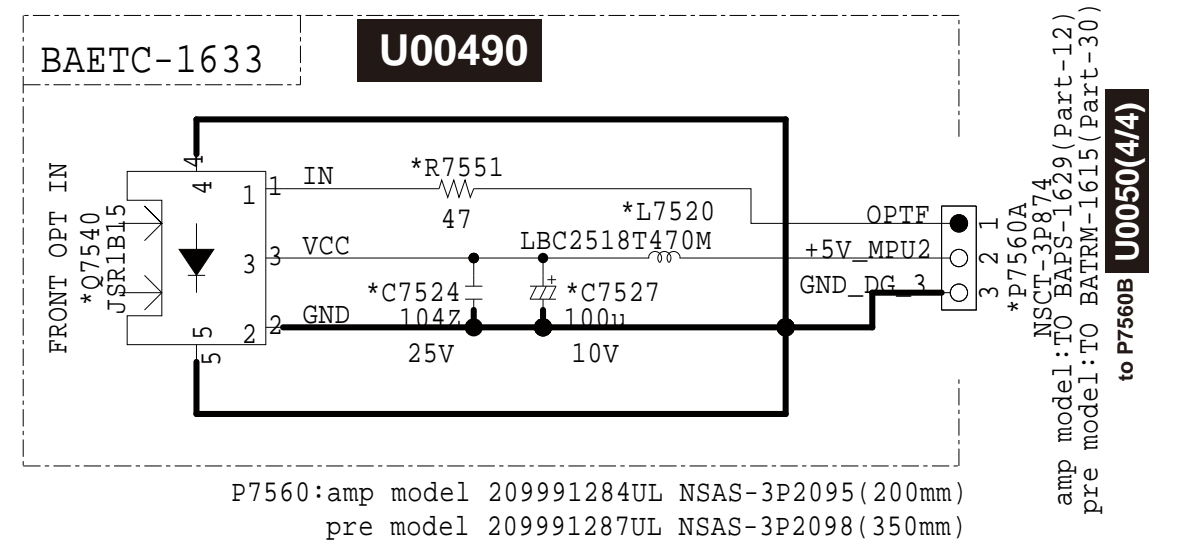 BAETC-1633
U00490
FRONT OPT IN
*Q7540
JSR1B15
4
4
1
1
IN
3
3
VCC
2
2
GND
5
5
*R7551
47
*L7520
LBC2518T470M
*C7524
104Z
25V
+
*C7527
100u
10V
OPTF
+5V_MPU2
GND_DG_3
1
2
3
*P7560A
NSCT-3P874
amp model:TO BAPS-1629(Part-12)
pre model:TO BATRM-1615(Part-30)
to P7560B U0050(4/4)
P7560:amp model 209991284UL NSAS-3P2095(200mm)
pre model 209991287UL NSAS-3P2098(350mm)